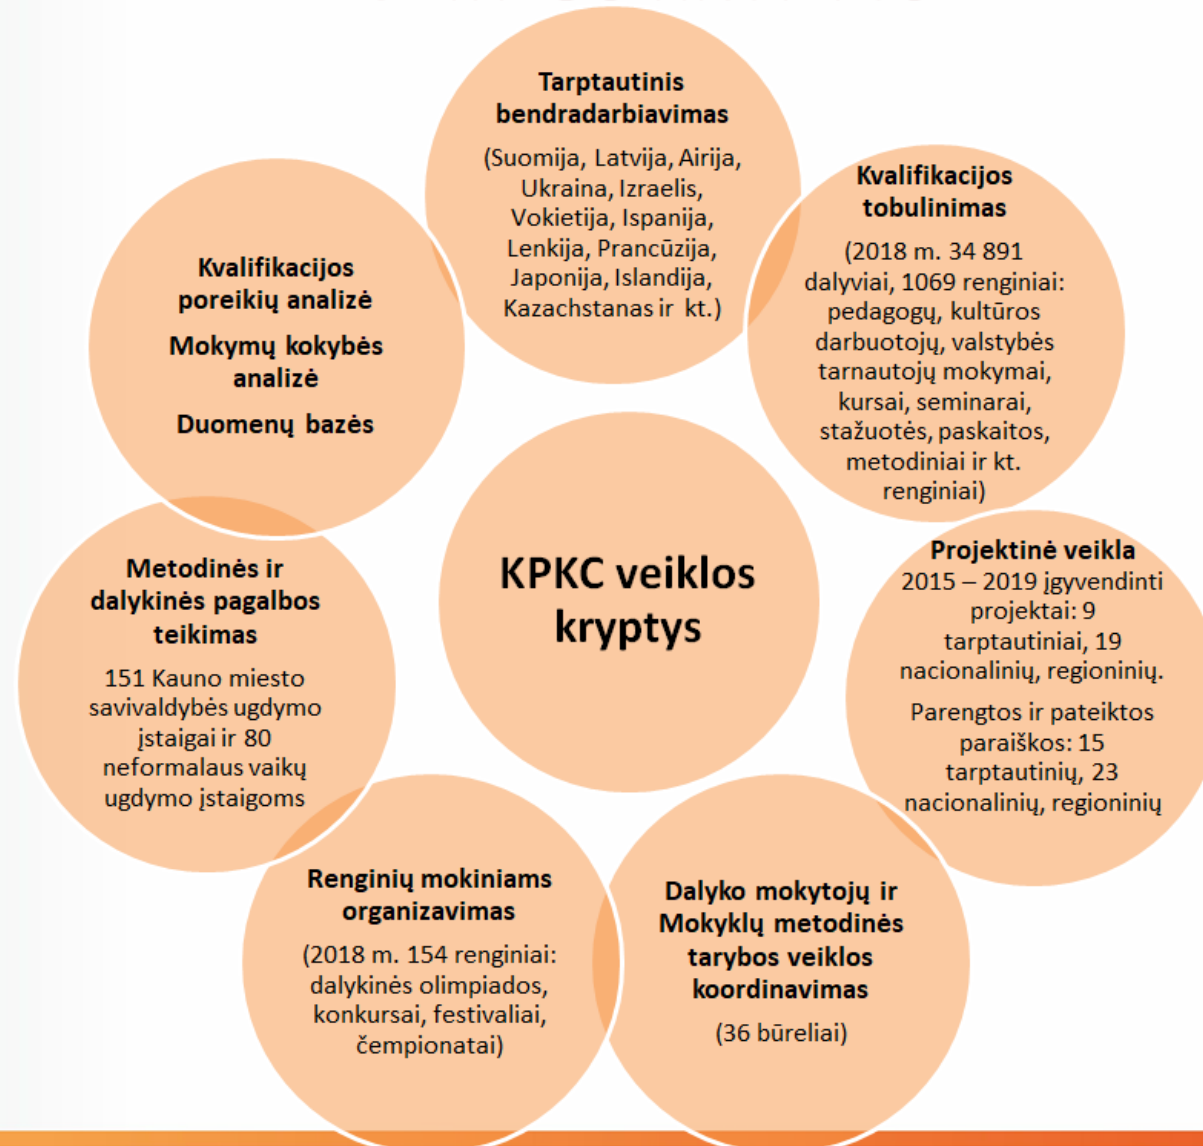 Tarptautinis
bendradarbiavimas
(Suomija, Latvija, Airija,
Ukraina, Izraelis,
Vokietija, Ispanija,
Lenkija, Prancūzija,
Japonija, Islandija,
Kazachstanas ir kt.)
Kvalifikacijos
tobulinimas
(2018 m. 34 891
dalyviai, 1069 renginiai:
pedagogų, kultūros
darbuotojų, valstybės
tarnautojų mokymai,
kursai, seminarai,
stažuotės, paskaitos,
metodiniai ir kt.
renginiai)
Projektinė veikla
2015 – 2019 įgyvendinti
projektai: 9
tarptautiniai, 19
nacionalinių, regioninių.
Parengtos ir pateiktos
paraiškos: 15
tarptautinių, 23
nacionalinių, regioninių
Dalyko mokytojų ir
Mokyklų metodinės
tarybos veiklos
koordinavimas
(36 būreliai)
Renginių mokiniams
organizavimas
(2018 m. 154 renginiai:
dalykinės olimpiados,
konkursai, festivaliai,
čempionatai)
Metodinės ir
dalykinės pagalbos
teikimas
151 Kauno miesto
savivaldybės ugdymo
įstaigai ir 80
neformalaus vaikų
ugdymo įstaigoms
Kvalifikacijos
poreikių analizė
Mokymų kokybės
analizė
Duomenų bazės
KPKC veiklos
kryptys